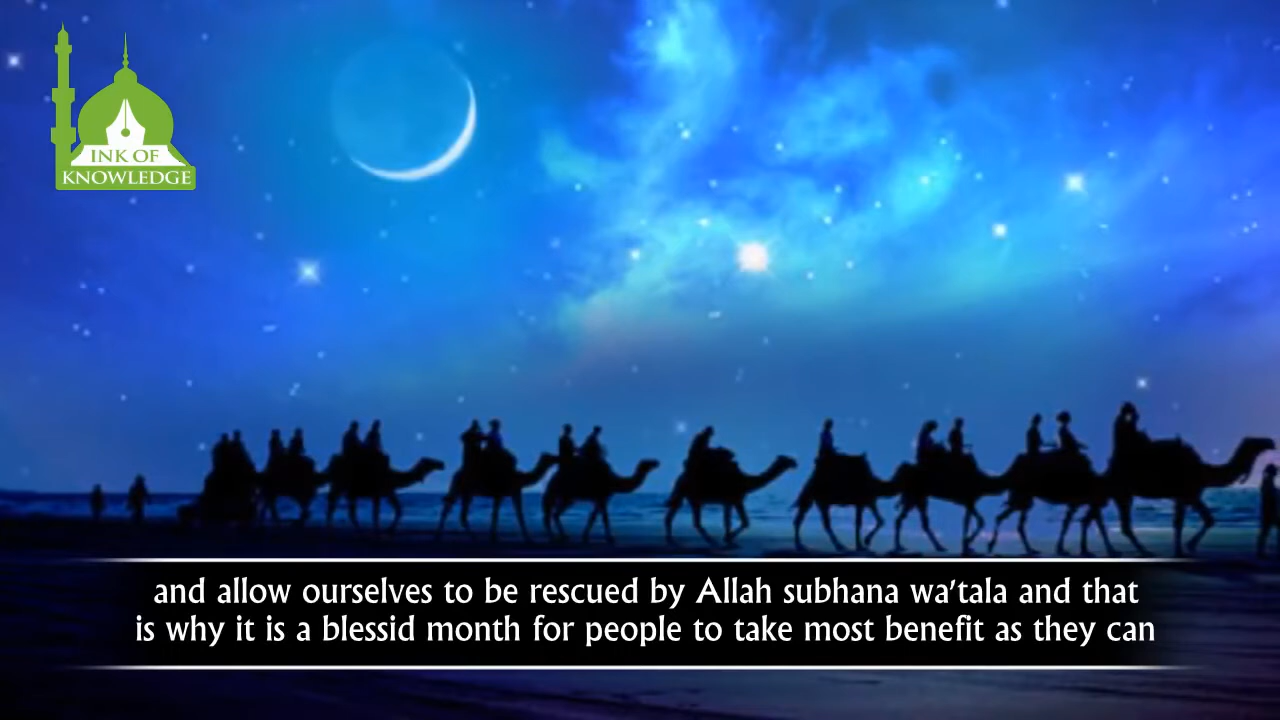 INK OF
KNOWLEDGE
and allow ourselves to be rescued by Allah subhana wa'tala and that
is why it is a blessid month for people to take most benefit as they can